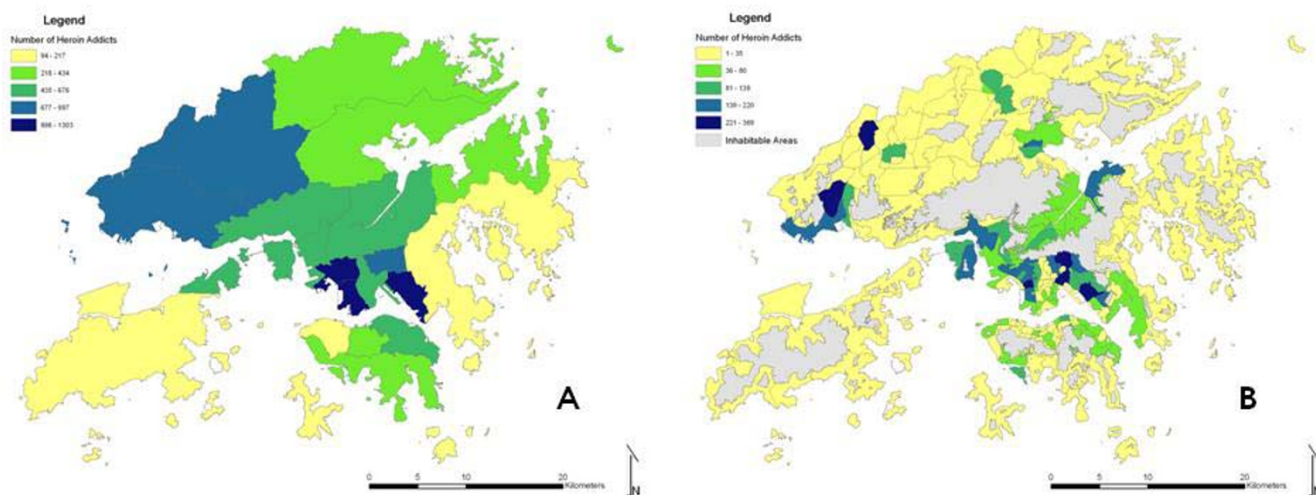 Legend
Number of Heroin Addicts
94 - 217
218 - 434
435 - 676
677 - 997
998 - 1303
A
0 5 10 20
Kilometers
N
Legend
Number of Heroin Addicts
1 - 35
36 - 80
81 - 138
139 - 220
221 - 369
Inhabitable Areas
B
0 5 10 20
Kilometers
N